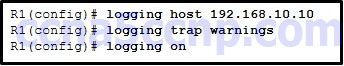 R1(config)# logging host 192.168.10.10
R1(config)# logging trap warnings
R1(config)# logging on